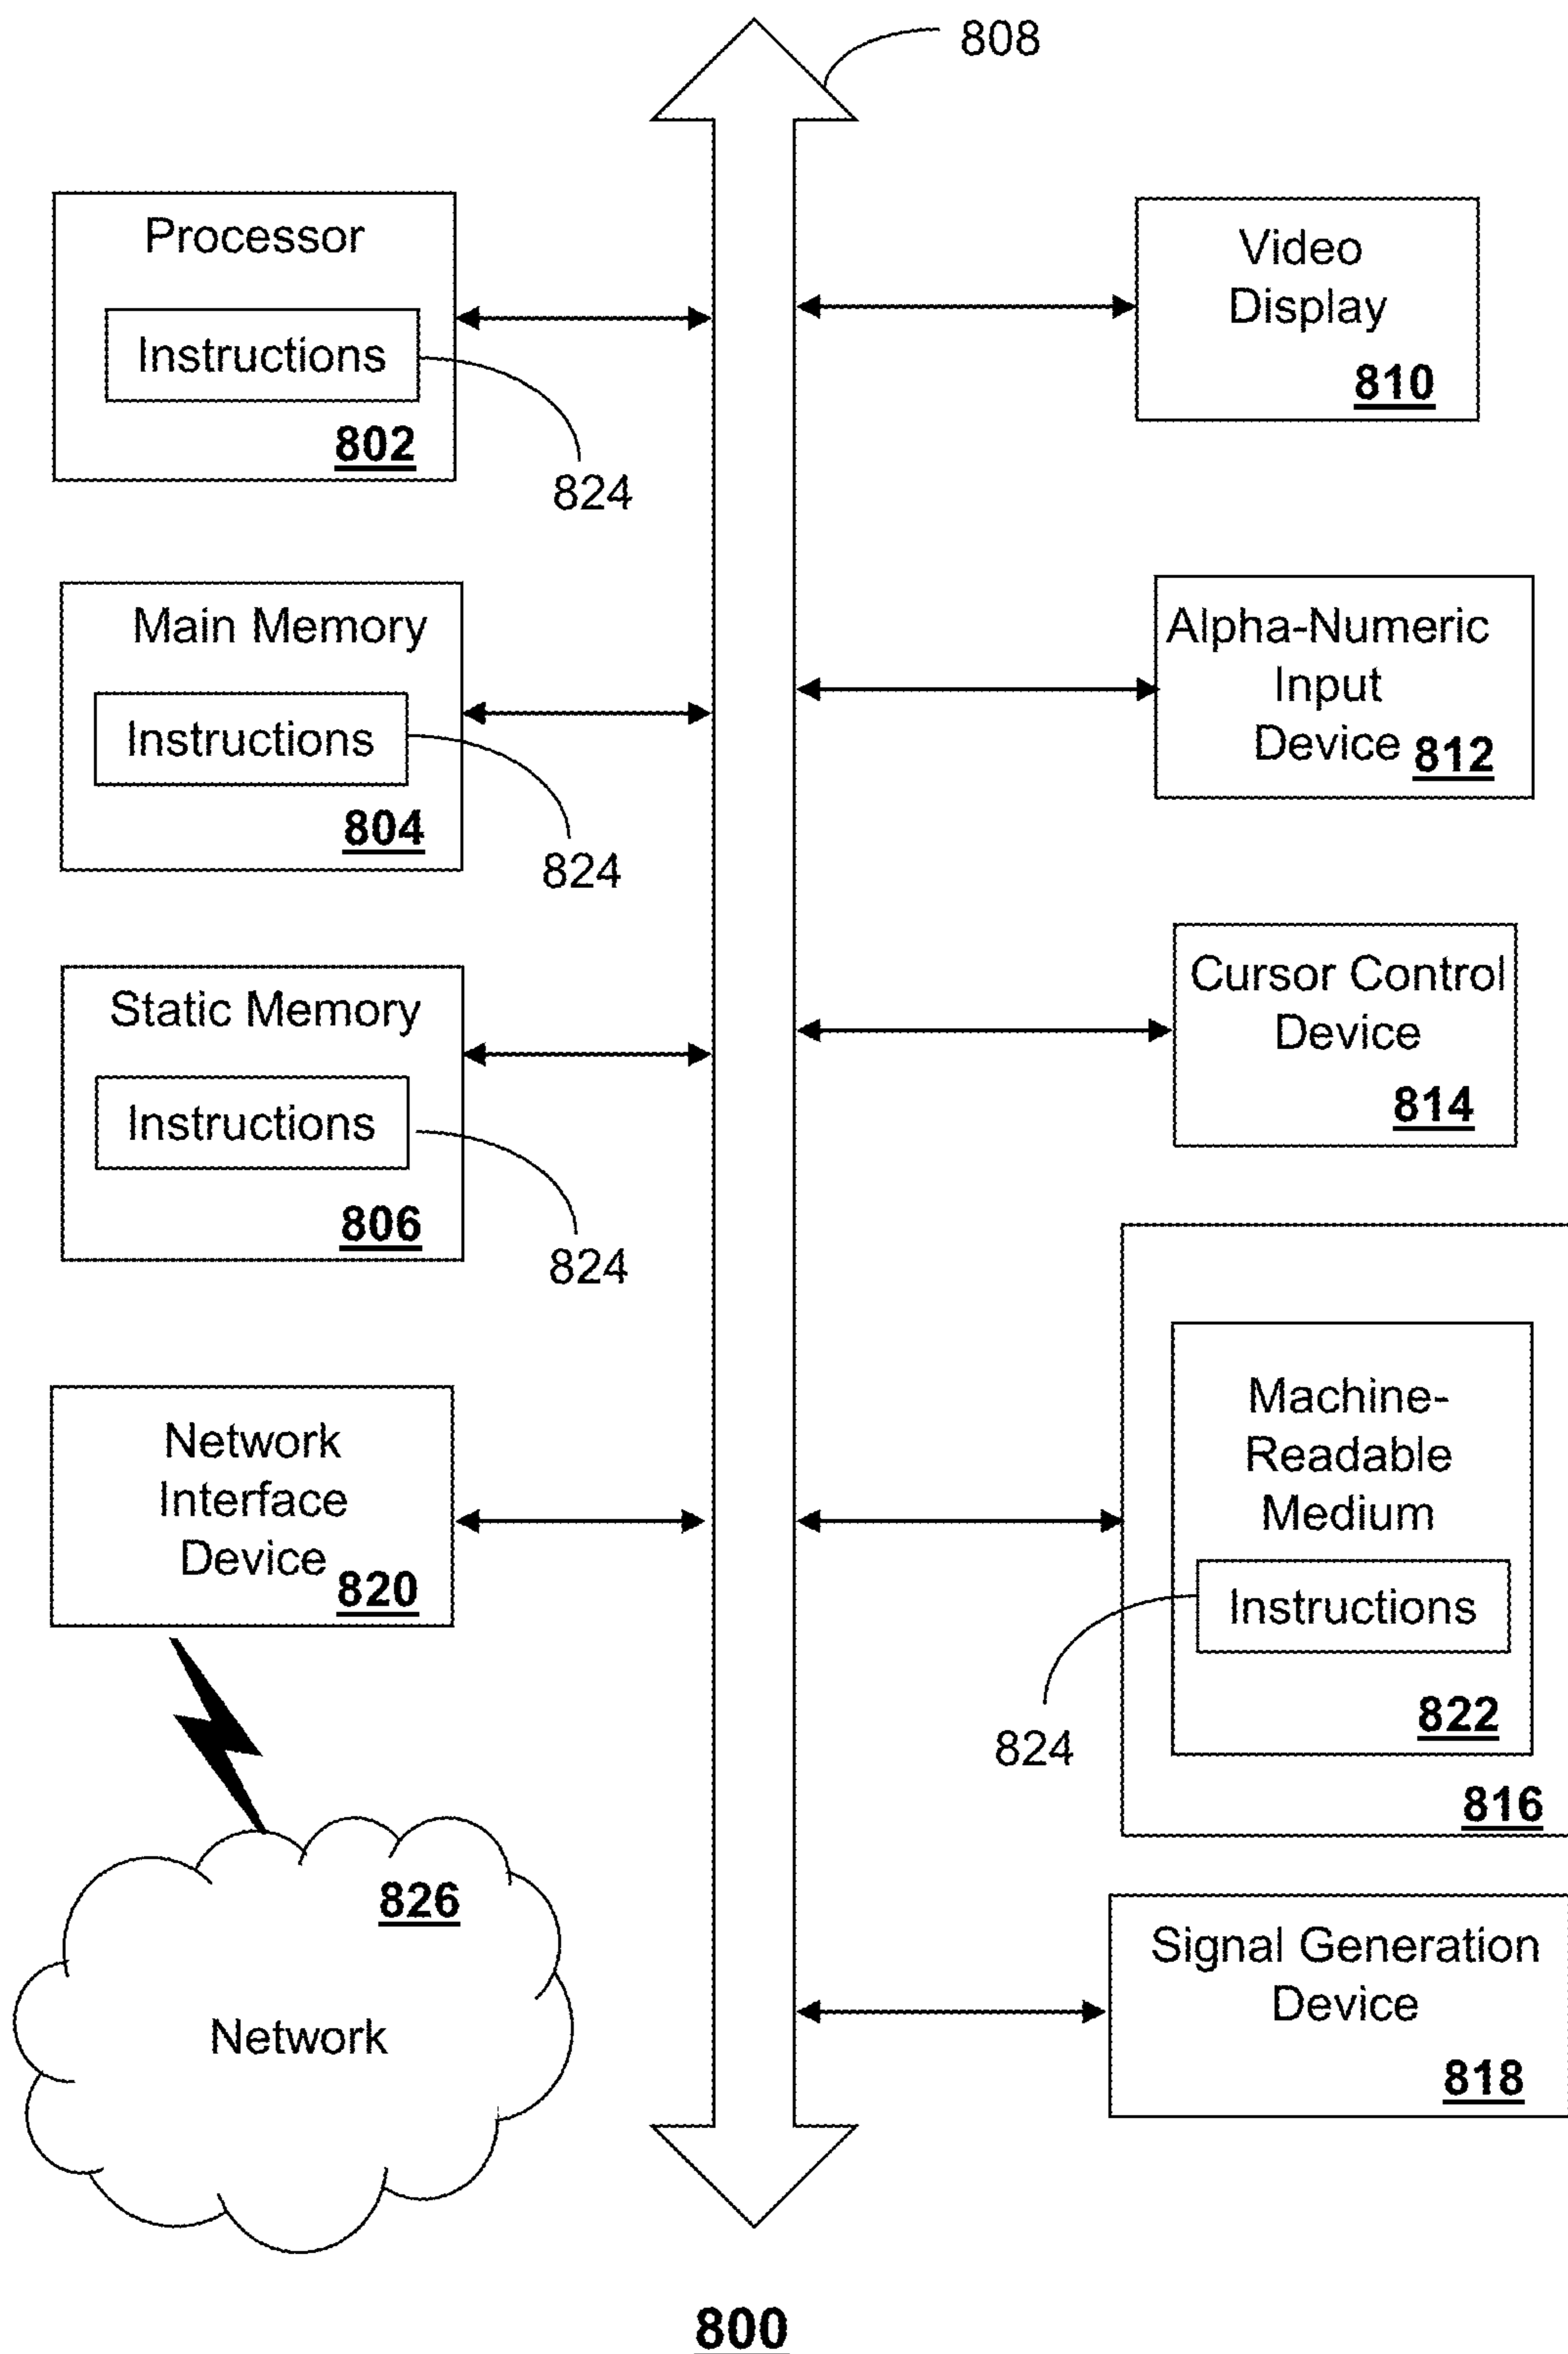 808
Processor
Instructions
802
824
Main Memory
Instructions
804
824
Static Memory
Instructions
806
824
Network
Interface
Device
820
826
Network
Video
Display
810
Alpha-Numeric
Input
Device 812
Cursor Control
Device
814
Machine-
Readable
Medium
Instructions
822
824
816
Signal Generation
Device
818
800